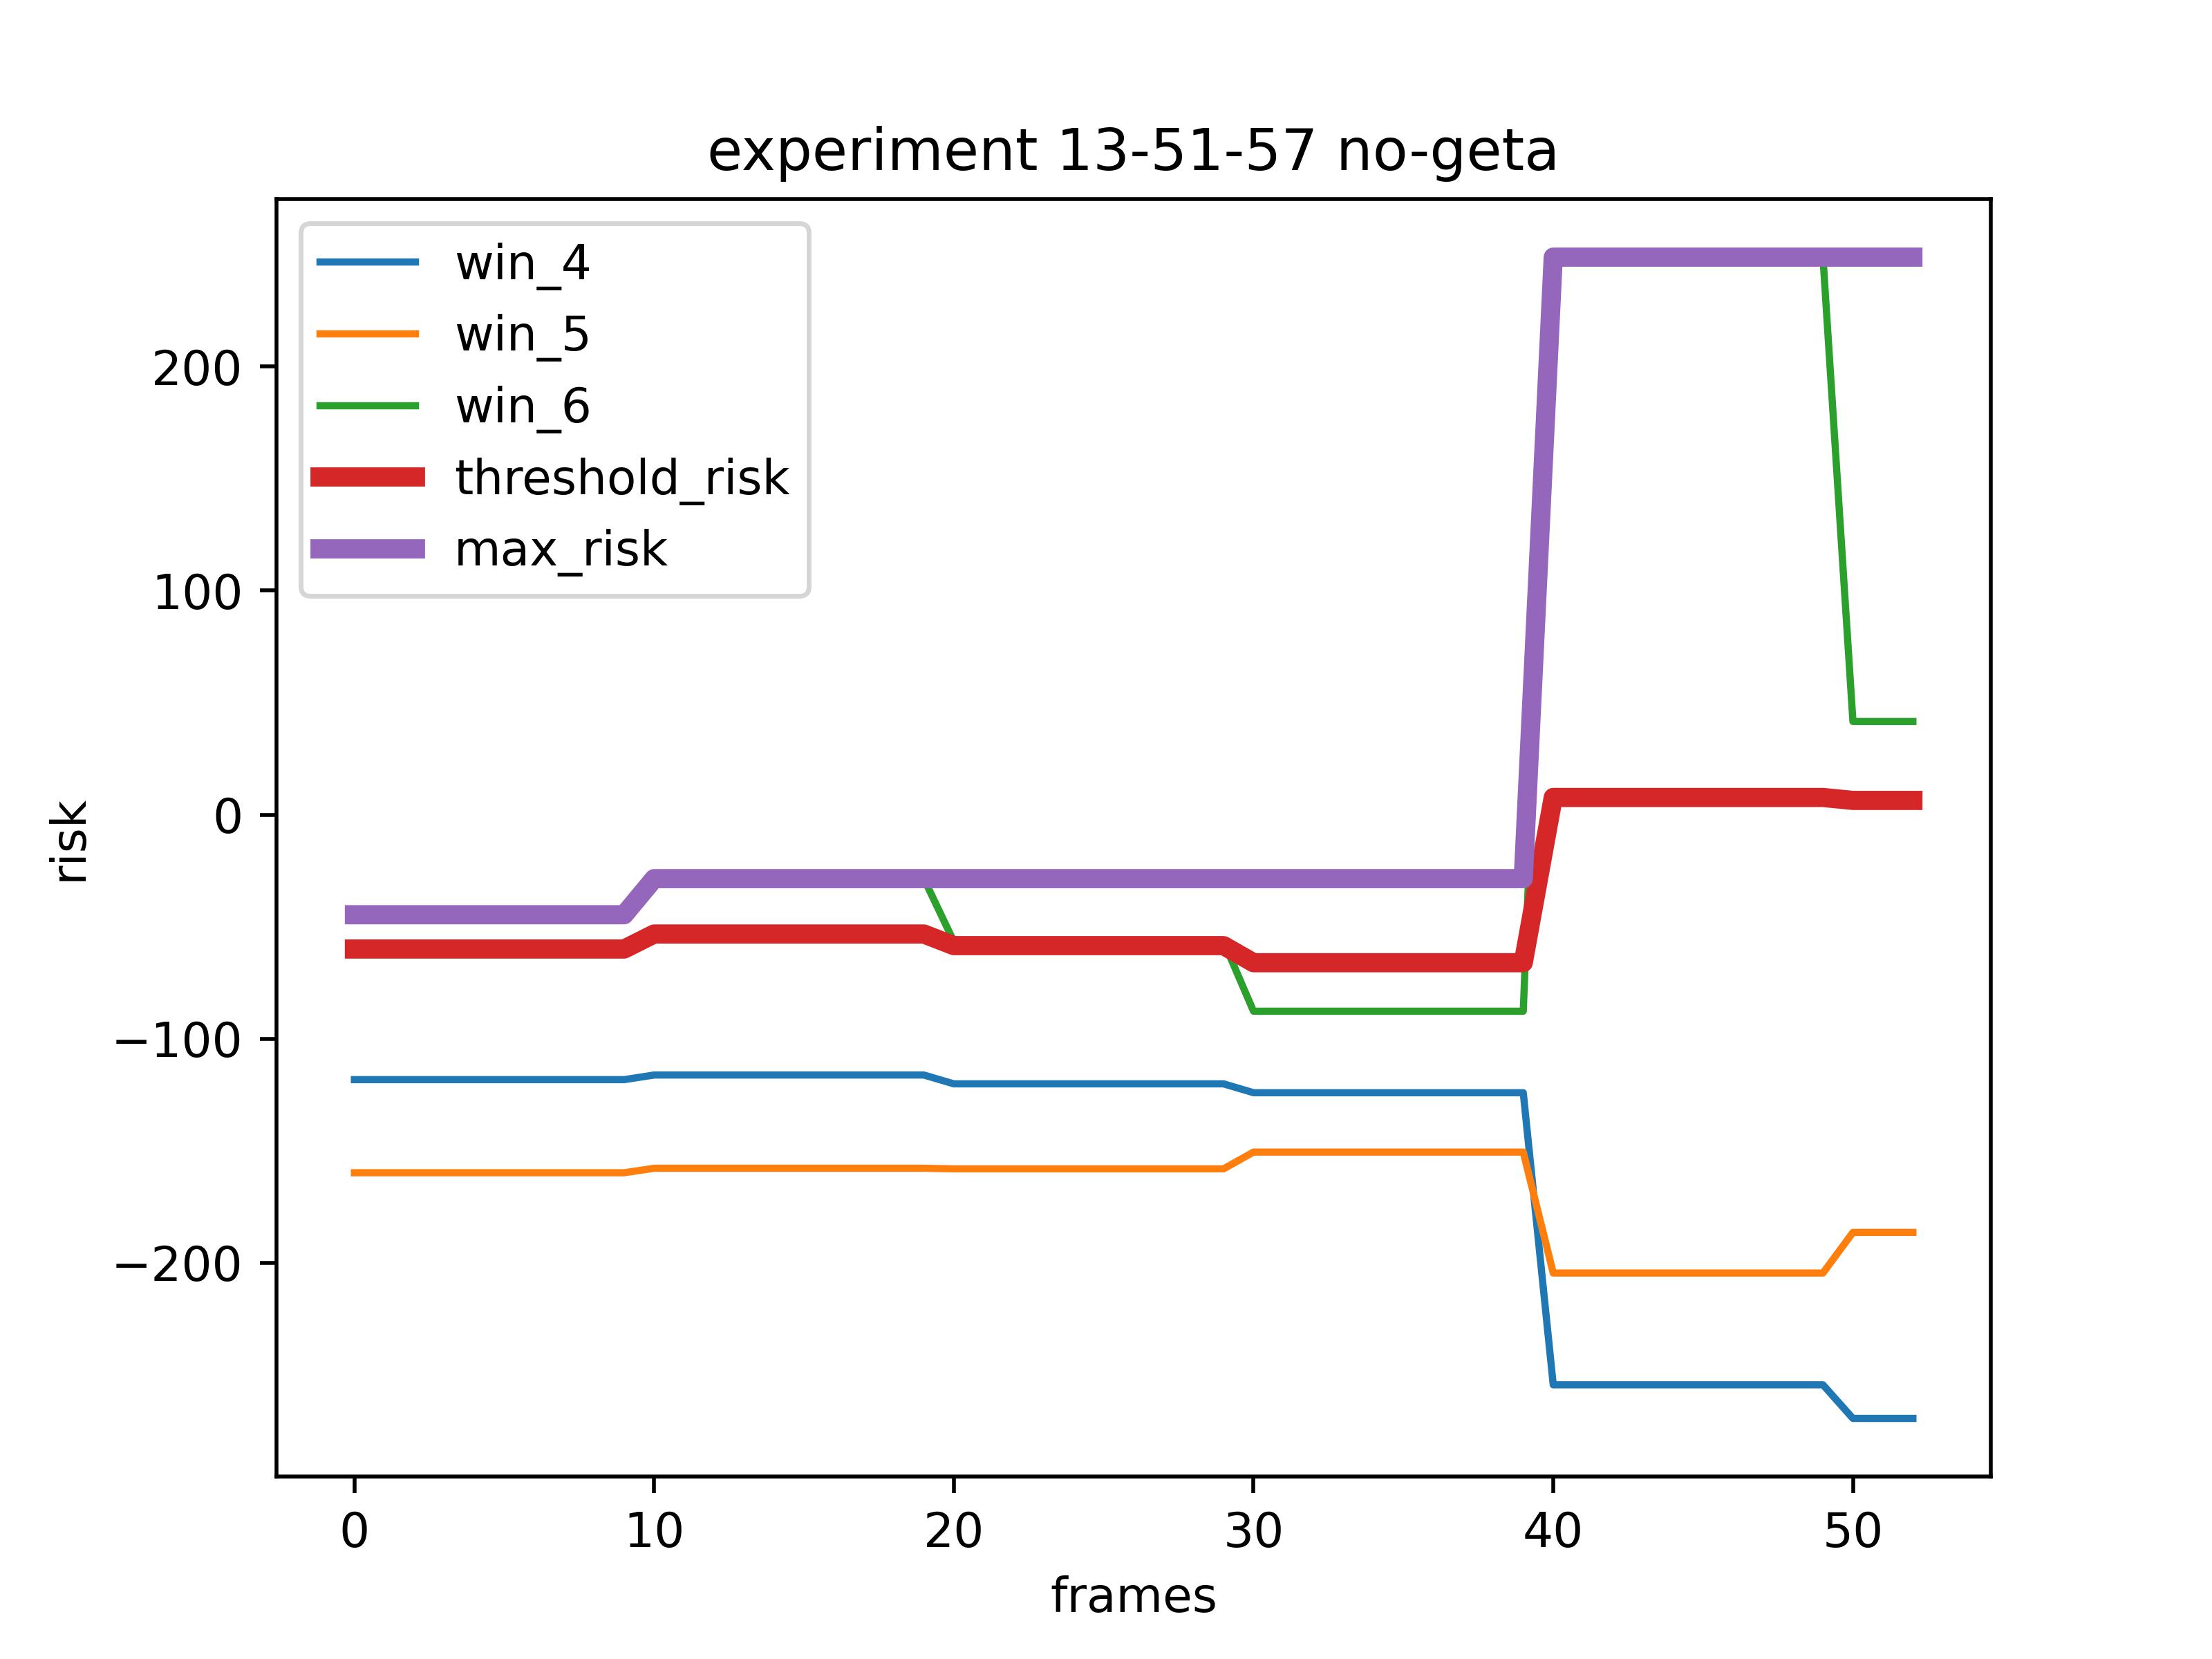 experiment 13-51-57 no-geta
win_4
win_5
win_6
threshold_risk
max_risk
200
100
0
−100
−200
risk
0 10 20 30 40 50
frames